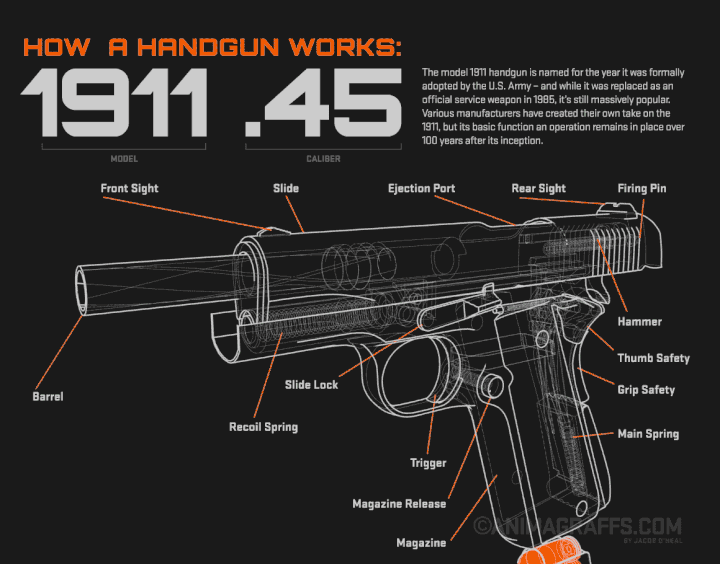 HOW A HANDGUN WORKS:
1911 .45
MODEL CALIBER
The model 1911 handgun is named for the year it was formally
adopted by the U.S. Army – and while it was replaced as an
official service weapon in 1985, it's still massively popular.
Various manufacturers have created their own take on the
1911, but its basic function an operation remains in place over
100 years after its inception.
Front Sight
Slide
Ejection Port
Rear Sight
Firing Pin
Hammer
Thumb Safety
Grip Safety
Main Spring
Barrel
Slide Lock
Recoil Spring
Trigger
Magazine Release
Magazine
©ANIMAGRAFFS.COM
BY JACOB O'NEAL